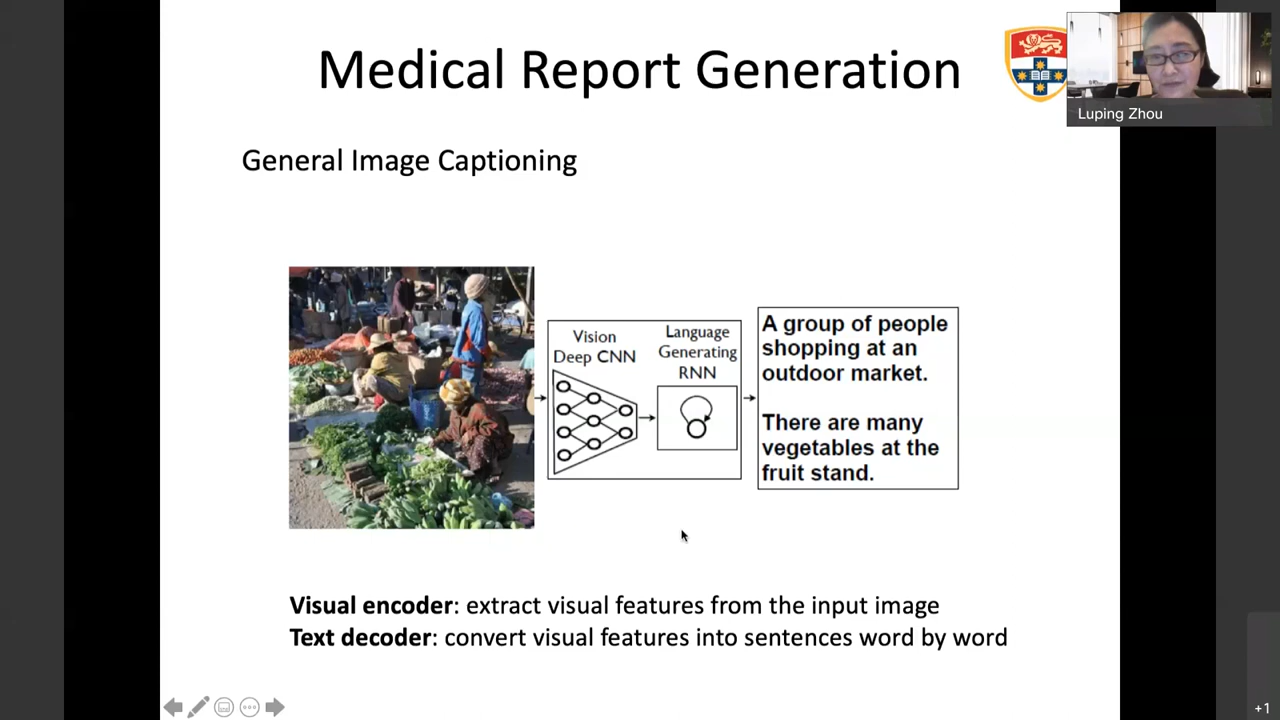 Medical Report Generation
Luping Zhou
General Image Captioning
Vision
Deep CNN
Language
Generating
RNN
A group of people
shopping at an
outdoor market.
There are many
vegetables at the
fruit stand.
Visual encoder: extract visual features from the input image
Text decoder: convert visual features into sentences word by word
+1